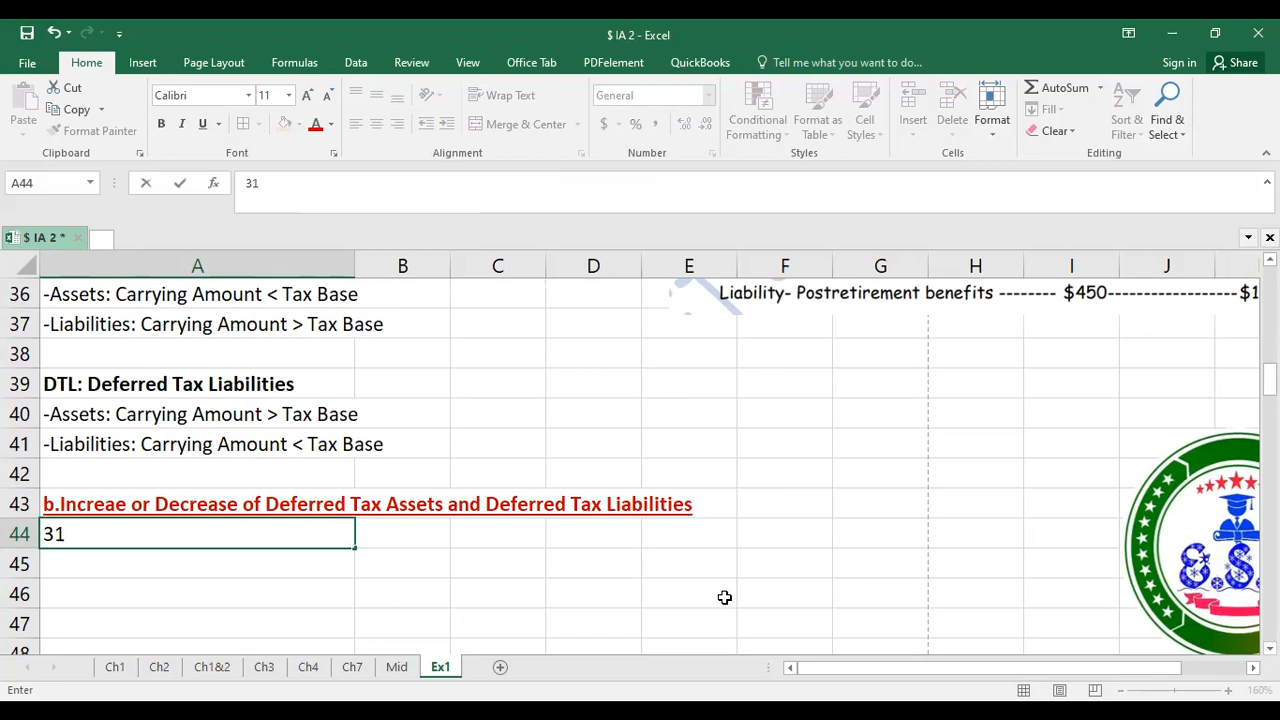 $ IA 2 - Excel
File Home Insert Page Layout Formulas Data Review View Office Tab PDFelement QuickBooks Tell me what you want to do... Sign in Share
Paste Cut Calibri 11 Wrap Text General Conditional Formatting Format as Table Cell Styles Insert Delete Format AutoSum Sort & Filter Find & Select
Copy B I U Merge & Center $ % , Fill
Format Painter Clear
Clipboard Font Alignment Number Styles Cells Editing
A44 fx 31
$ IA 2 *
A B C D E F G H I J
36 -Assets: Carrying Amount < Tax Base Liability- Postretirement benefits -------- $450------------------$1
37 -Liabilities: Carrying Amount > Tax Base
38
39 DTL: Deferred Tax Liabilities
40 -Assets: Carrying Amount > Tax Base
41 -Liabilities: Carrying Amount < Tax Base
42
43 b.Increae or Decrease of Deferred Tax Assets and Deferred Tax Liabilities
44 31
45
46
47
48
Ch1 Ch2 Ch1&2 Ch3 Ch4 Ch7 Mid Ex1
Enter 160%